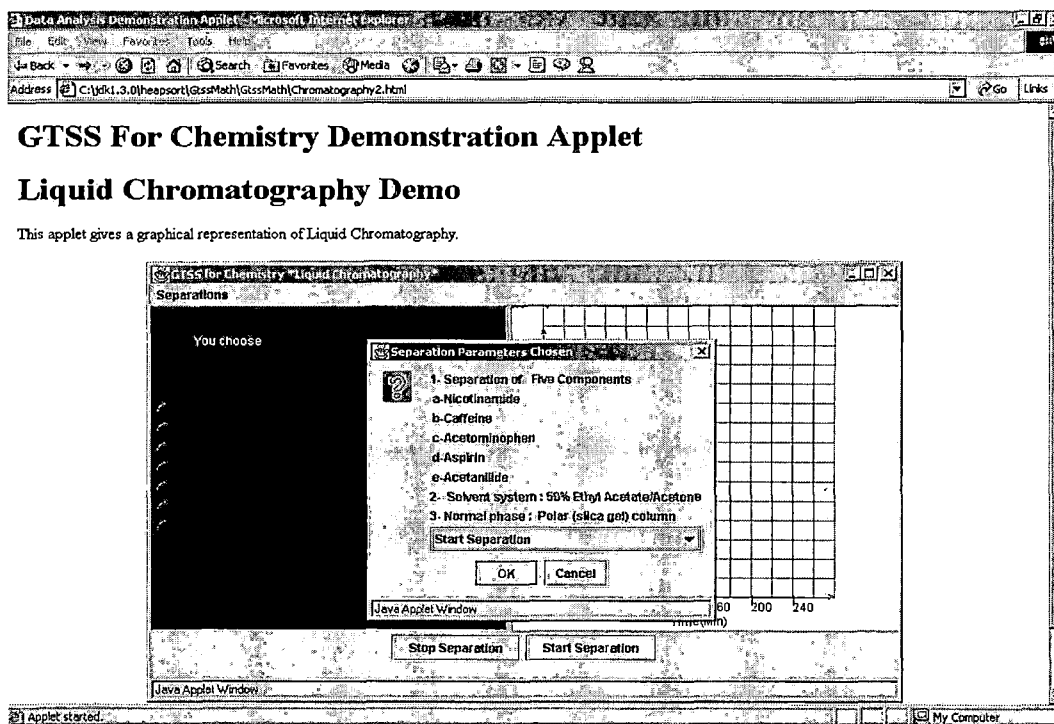 Data Analysis Demonstration Applet - Microsoft Internet Explorer
File Edit View Favorites Tools Help
Back Search Favorites Media
Address C:\jdk1.3.0\heapsort\GtssMath\GtssMath\Chromatography2.html Go Links
GTSS For Chemistry Demonstration Applet
Liquid Chromatography Demo
This applet gives a graphical representation of Liquid Chromatography.
GTSS for Chemistry "Liquid Chromatography"
Separations
You choose
Separation Parameters Chosen
1- Separation of Five Components
a-Nicotinamide
b-Caffeine
c-Acetominophen
d-Aspirin
e-Acetanilide
2- Solvent system : 50% Ethyl Acetate/Acetone
3- Normal phase : Polar (slica gel) column
Start Separation
OK Cancel
Java Applet Window
60 200 240
Stop Separation Start Separation
Java Applet Window
Applet started. My Computer